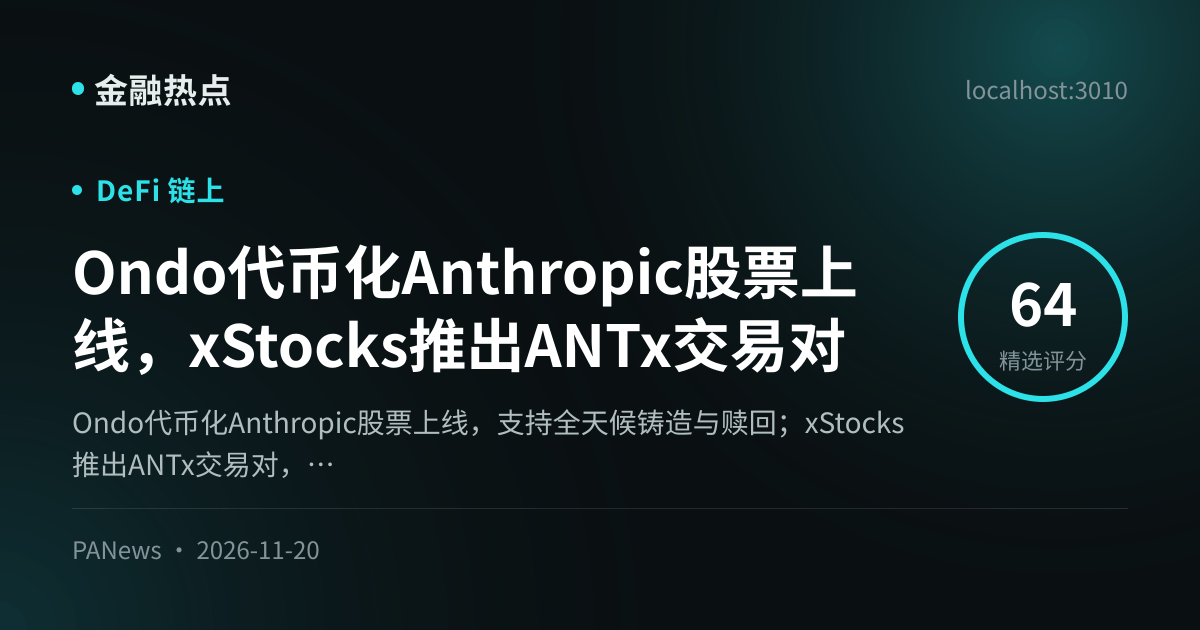 金融热点
localhost:3010
DeFi 链上
Ondo代币化Anthropic股票上
线，xStocks推出ANTx交易对
64
精选评分
Ondo代币化Anthropic股票上线，支持全天候铸造与赎回；xStocks
推出ANTx交易对，…
PANews • 2026-11-20